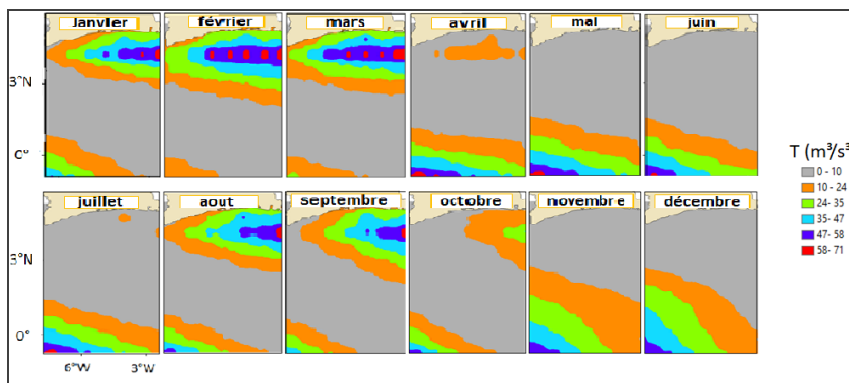 Janvier
février
mars
avril
mai
juin
3°N
0°
T (m³/s³
0 - 10
10 - 24
24- 35
35- 47
47- 58
58- 71
juillet
aout
septembre
octobre
novembre
décembre
3°N
0°
6°W
3°W